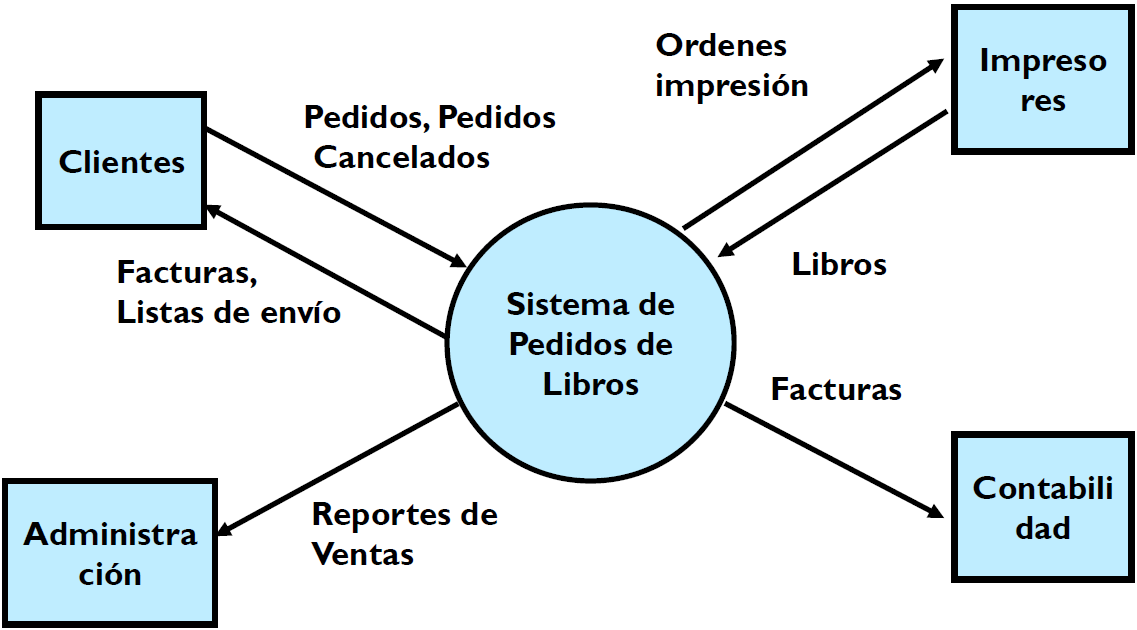 Ordenes
impresión
Impreso
res
Pedidos, Pedidos
Cancelados
Clientes
Libros
Facturas,
Listas de envío
Sistema de
Pedidos de
Libros
Facturas
Contabili
dad
Reportes de
Ventas
Administra
ción